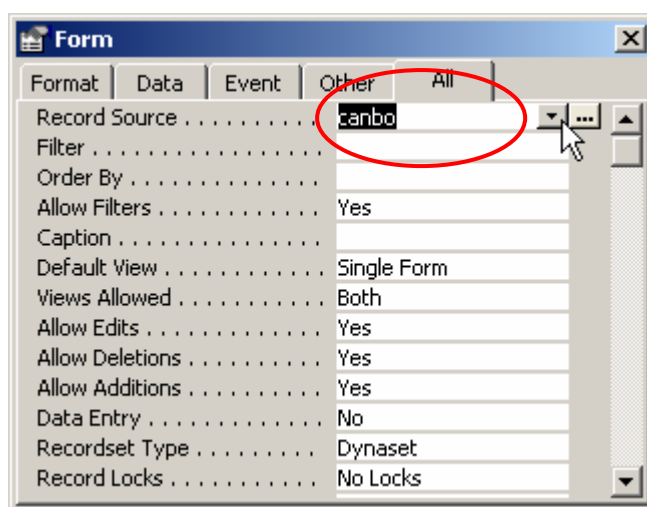 Form
Format Data Event Other All
Record Source . . . . . . . . . . canbo ...
Filter . . . . . . . . . . . . . . . . .
Order By . . . . . . . . . . . . . .
Allow Filters . . . . . . . . . . . . Yes
Caption . . . . . . . . . . . . . . .
Default View . . . . . . . . . . . . Single Form
Views Allowed . . . . . . . . . . . Both
Allow Edits . . . . . . . . . . . . . Yes
Allow Deletions . . . . . . . . . . Yes
Allow Additions . . . . . . . . . . Yes
Data Entry . . . . . . . . . . . . . No
Recordset Type . . . . . . . . . Dynaset
Record Locks . . . . . . . . . . . No Locks